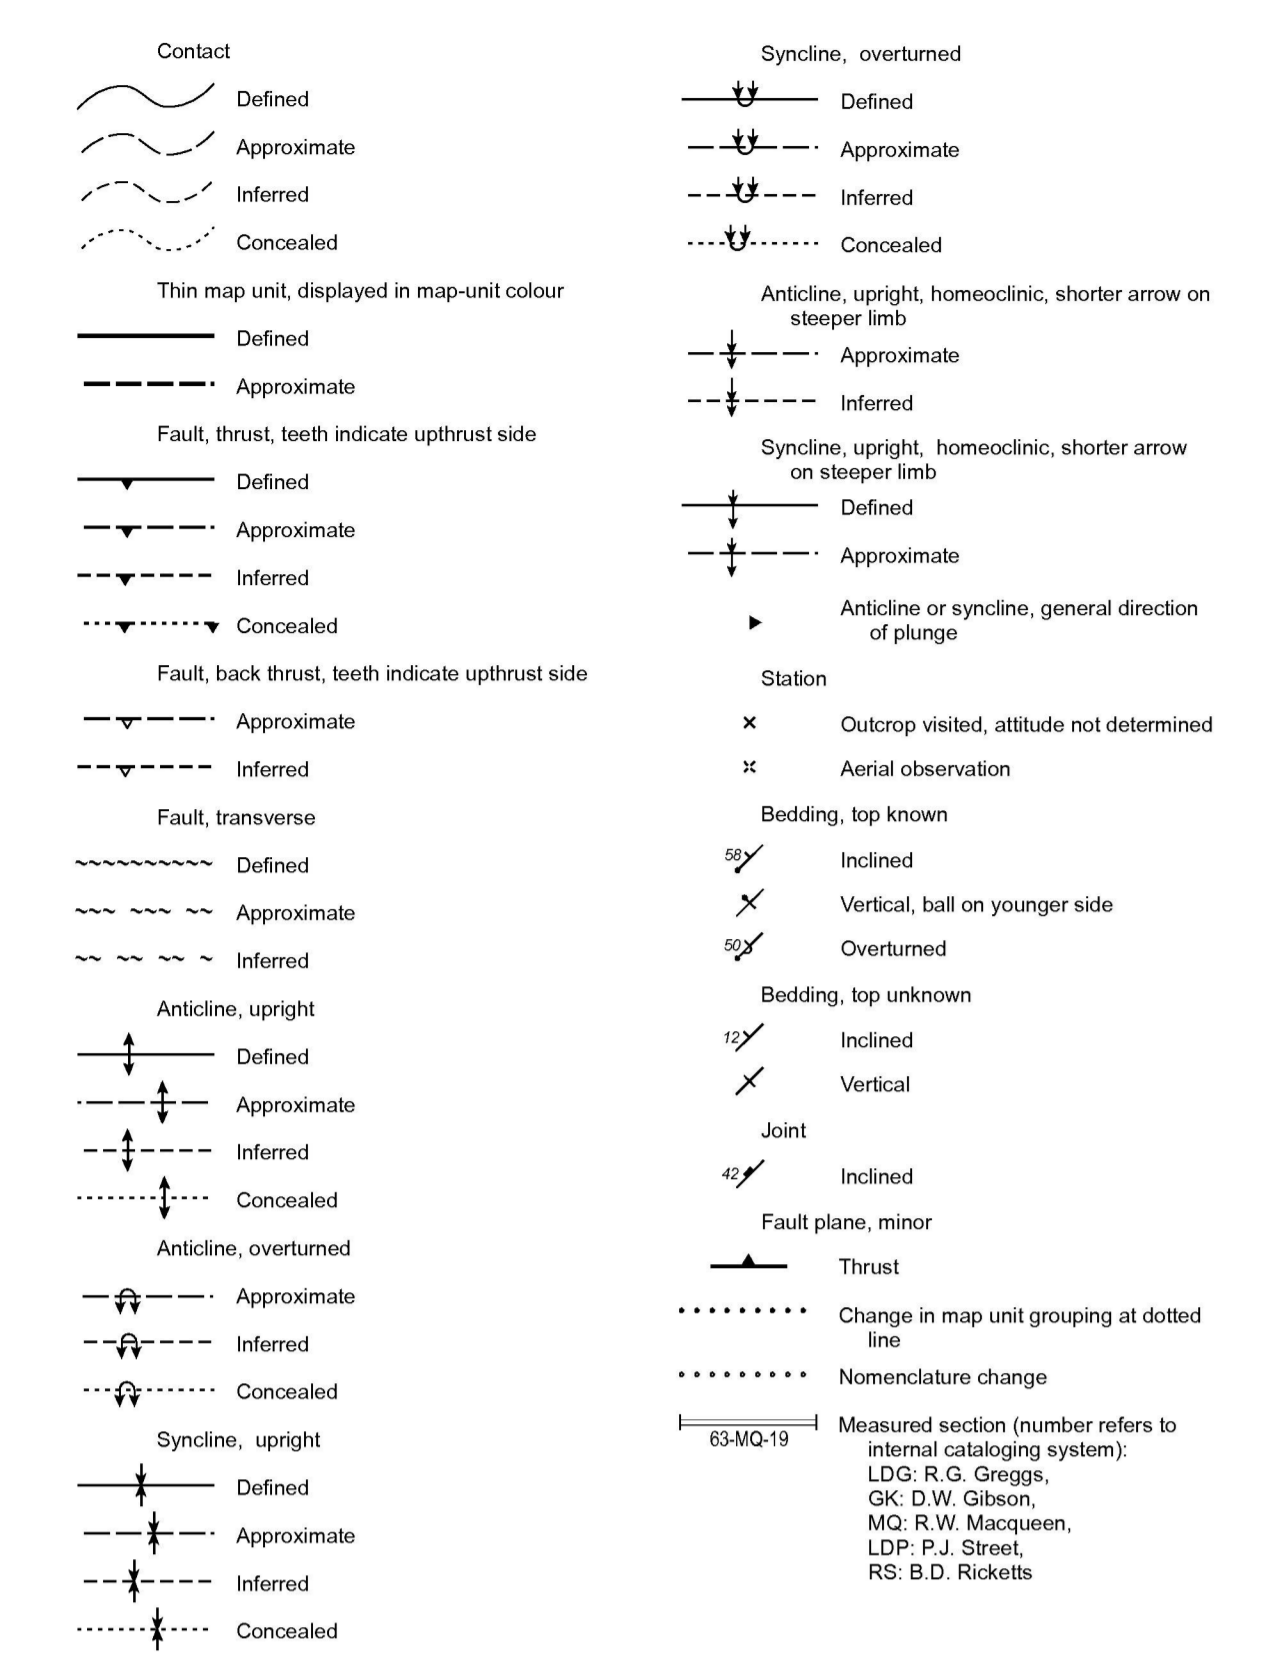 Contact
Defined
Approximate
Inferred
Concealed
Thin map unit, displayed in map-unit colour
Defined
Approximate
Fault, thrust, teeth indicate upthrust side
Defined
Approximate
Inferred
Concealed
Fault, back thrust, teeth indicate upthrust side
Approximate
Inferred
Fault, transverse
Defined
Approximate
Inferred
Anticline, upright
Defined
Approximate
Inferred
Concealed
Anticline, overturned
Approximate
Inferred
Concealed
Syncline, upright
Defined
Approximate
Inferred
Concealed
Syncline, overturned
Defined
Approximate
Inferred
Concealed
Anticline, upright, homeoclinic, shorter arrow on
steeper limb
Approximate
Inferred
Syncline, upright, homeoclinic, shorter arrow
on steeper limb
Defined
Approximate
Anticline or syncline, general direction
of plunge
Station
Outcrop visited, attitude not determined
Aerial observation
Bedding, top known
58 Inclined
Vertical, ball on younger side
50 Overturned
Bedding, top unknown
12 Inclined
Vertical
Joint
42 Inclined
Fault plane, minor
Thrust
Change in map unit grouping at dotted
line
Nomenclature change
63-MQ-19
Measured section (number refers to
internal cataloging system):
LDG: R.G. Greggs,
GK: D.W. Gibson,
MQ: R.W. Macqueen,
LDP: P.J. Street,
RS: B.D. Ricketts